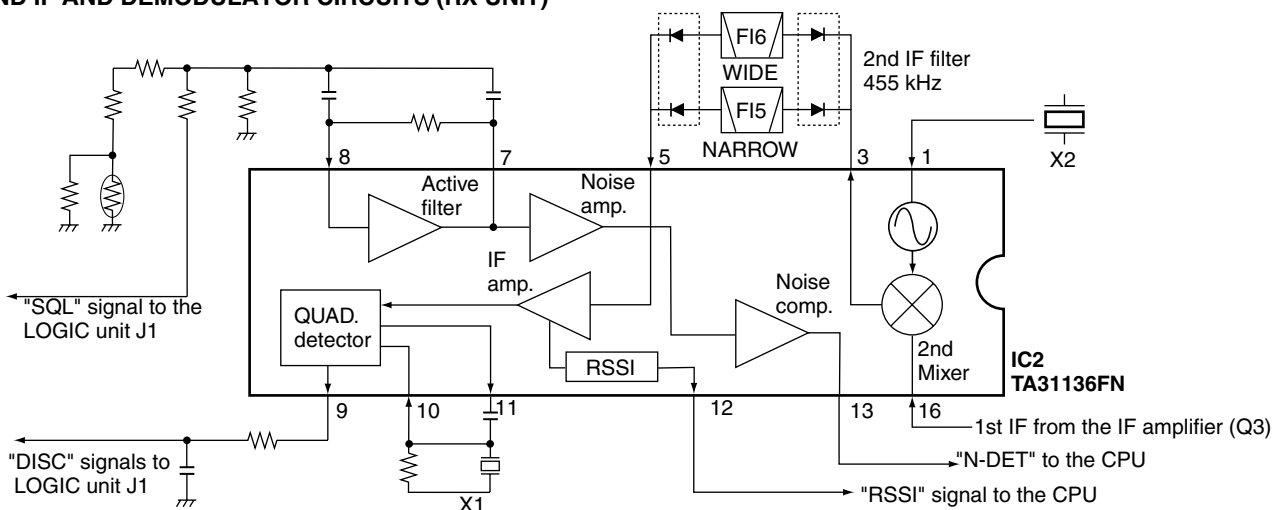 ND IF AND DEMODULATOR CIRCUITS (RX UNIT)
FI6
WIDE
FI5
NARROW
2nd IF filter
455 kHz
X2
8
7
5
3
1
Active
filter
Noise
amp.
IF
amp.
Noise
comp.
"SQL" signal to the
LOGIC unit J1
QUAD.
detector
RSSI
2nd
Mixer
IC2
TA31136FN
9
10
11
12
13
16
1st IF from the IF amplifier (Q3)
"DISC" signals to
LOGIC unit J1
X1
"N-DET" to the CPU
"RSSI" signal to the CPU